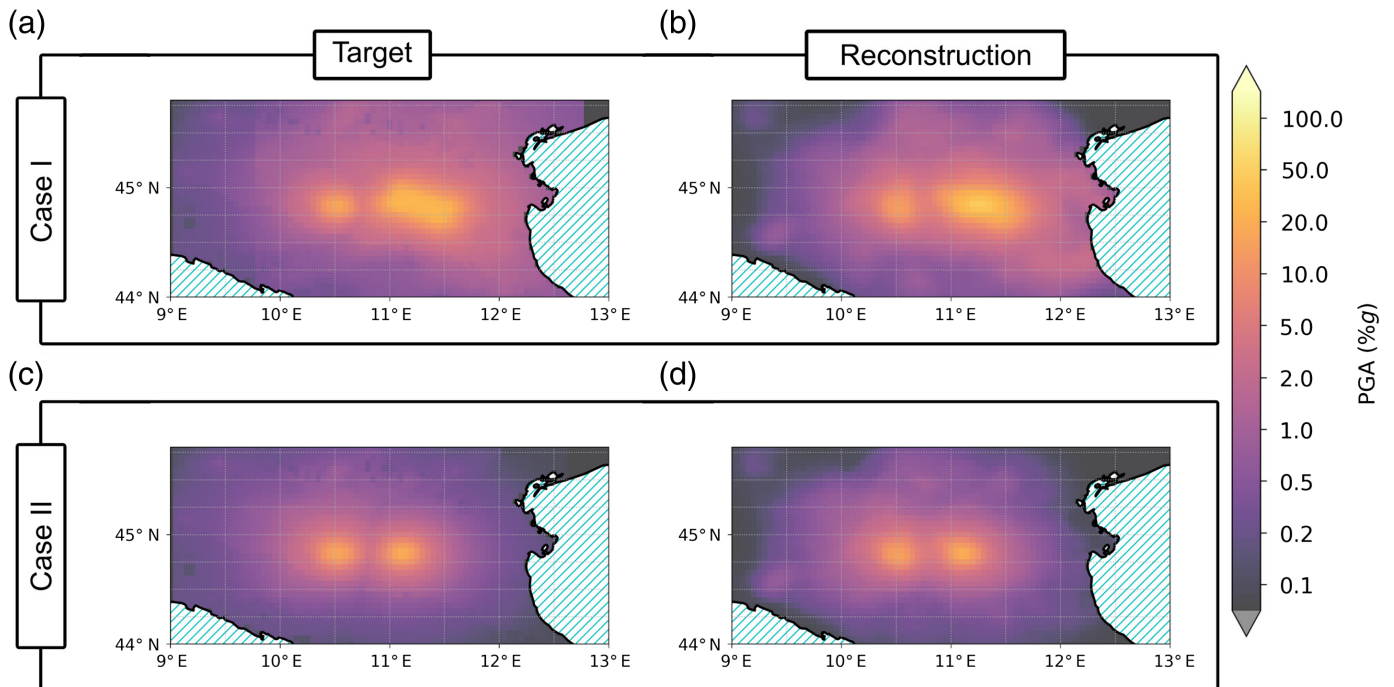 (a)
(b)
Target
Reconstruction
Case I
45° N
44° N
9° E
10° E
11° E
12° E
13° E
45° N
44° N
9° E
10° E
11° E
12° E
13° E
(c)
(d)
Case II
45° N
44° N
9° E
10° E
11° E
12° E
13° E
45° N
44° N
9° E
10° E
11° E
12° E
13° E
100.0
50.0
20.0
10.0
5.0
2.0
1.0
0.5
0.2
0.1
PGA (%g)